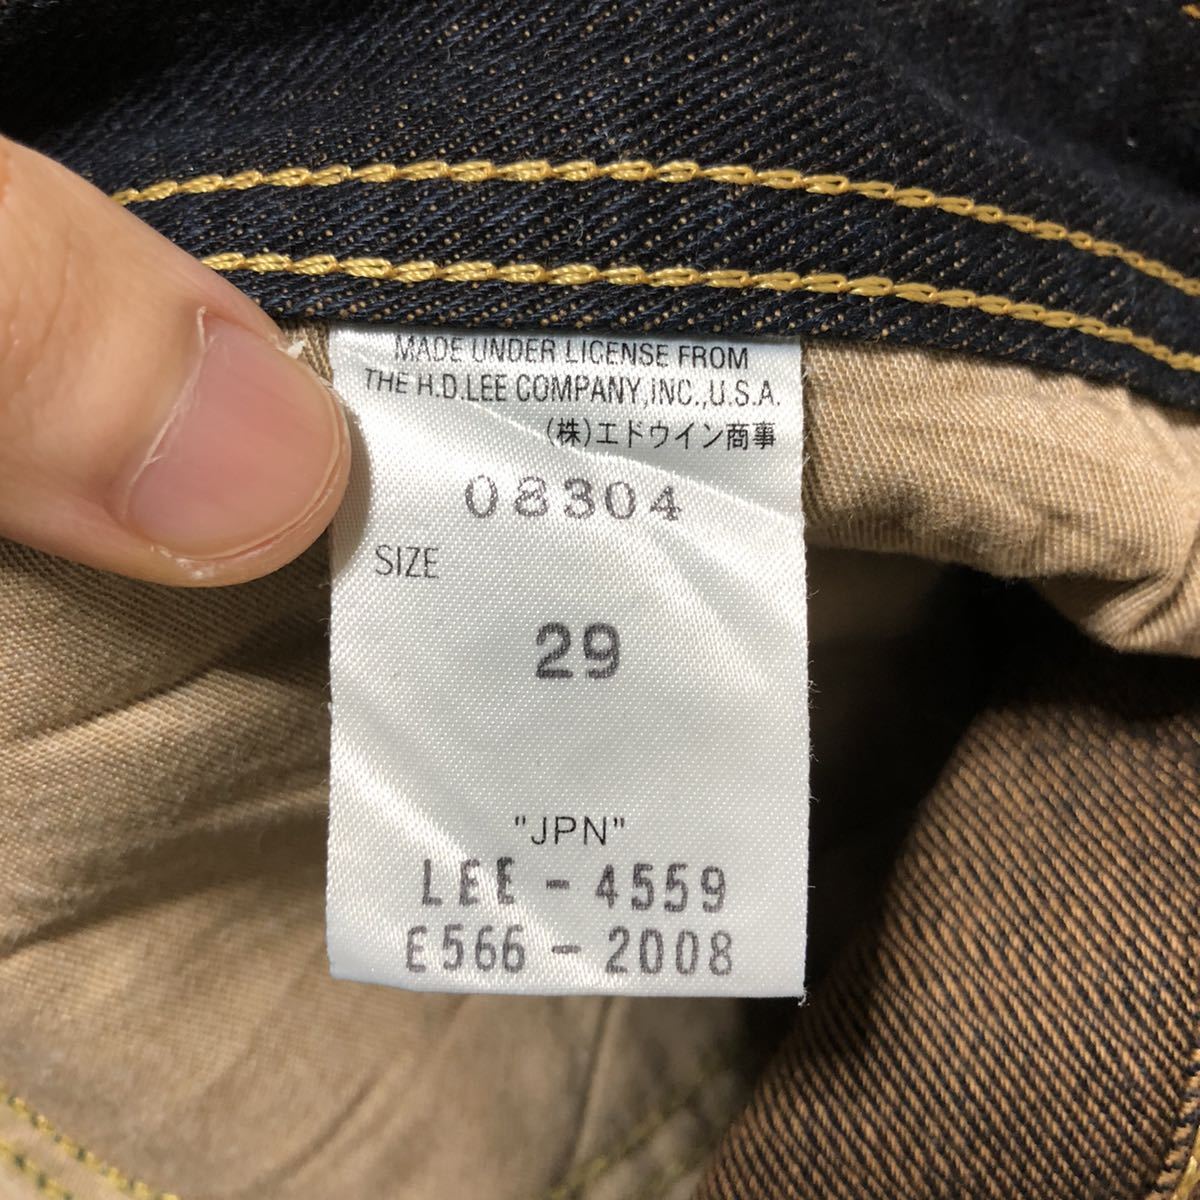 MADE UNDER LICENSE FROM
THE H.D.LEE COMPANY,INC.,U.S.A.
(株)エドウイン商事
08304
SIZE
29
"JPN"
LEE-4559
E566-2008